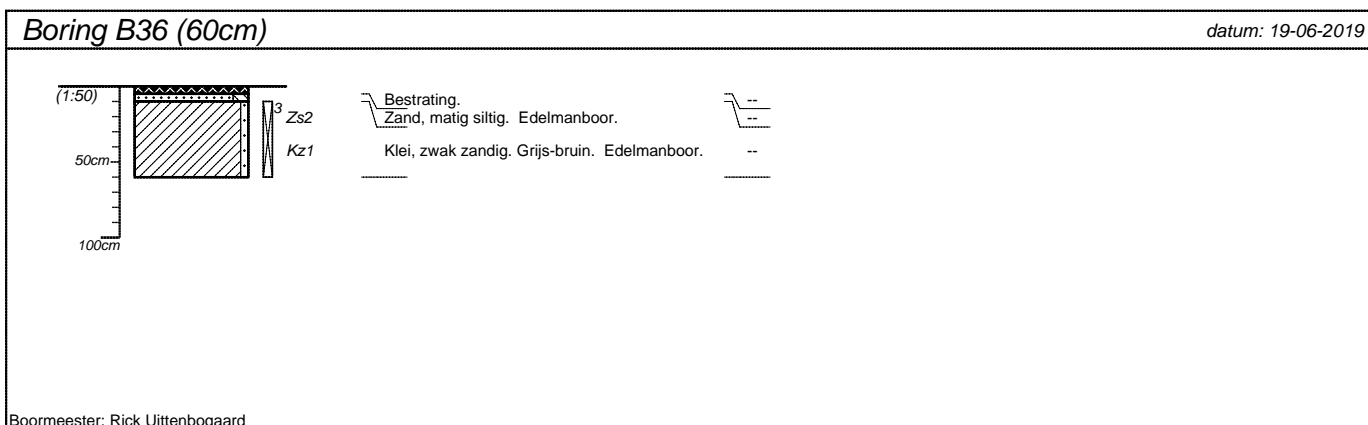 Boring B36 (60cm) datum: 19-06-2019
(1:50) Bestrating. --
3 Zs2 Zand, matig siltig. Edelmanboor. --
Kz1 Klei, zwak zandig. Grijs-bruin. Edelmanboor. --
50cm
100cm
Boormeester: Rick Uittenbogaard